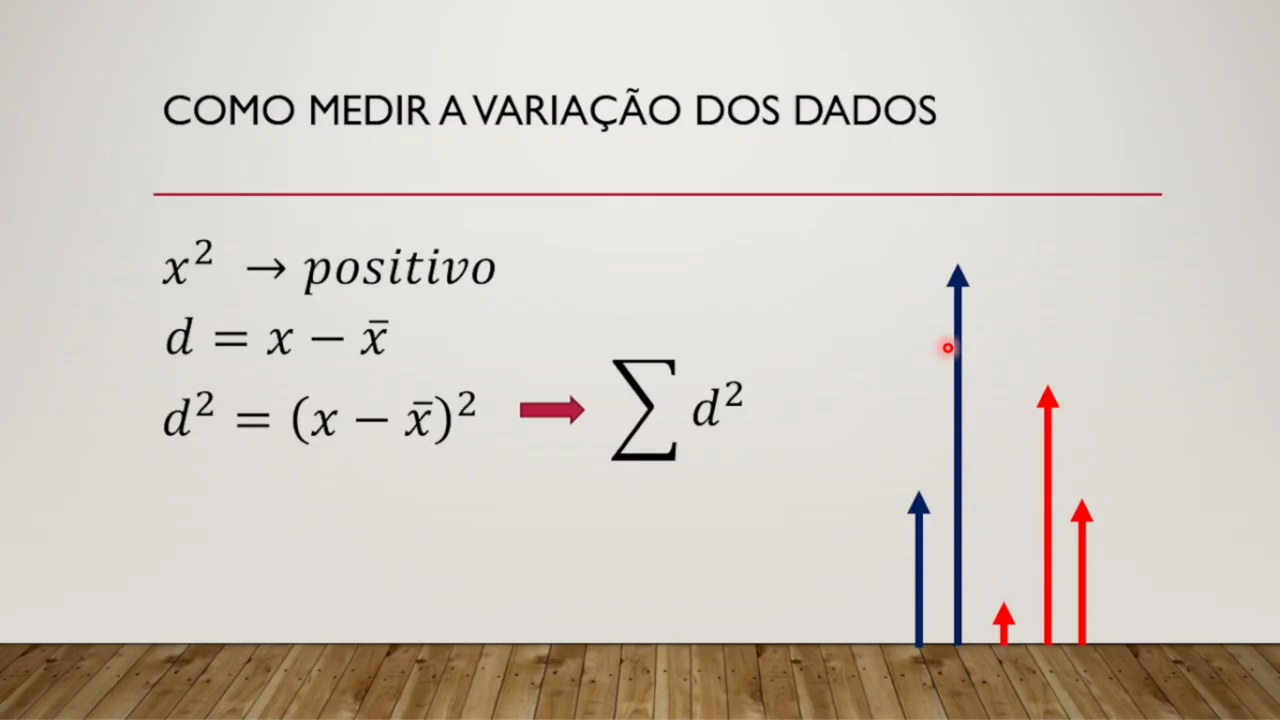 COMO MEDIR A VARIAÇÃO DOS DADOS
x² → positivo
d = x − x̄
d² = (x − x̄)² ∑ d²